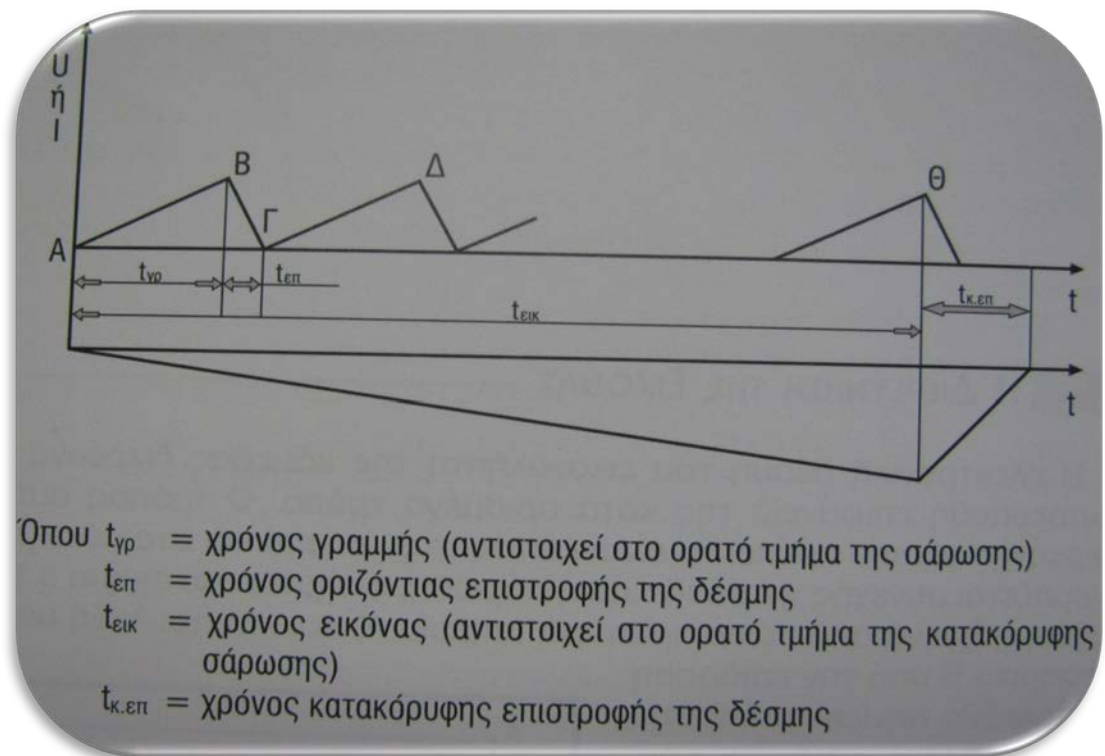 U
ή
I
B
Δ
Θ
Γ
A
tγρ
tεπ
tκ.επ
t
tεικ
t
Όπου tγρ = χρόνος γραμμής (αντιστοιχεί στο ορατό τμήμα της σάρωσης)
tεπ = χρόνος οριζόντιας επιστροφής της δέσμης
tεικ = χρόνος εικόνας (αντιστοιχεί στο ορατό τμήμα της κατακόρυφης
σάρωσης)
tκ.επ = χρόνος κατακόρυφης επιστροφής της δέσμης